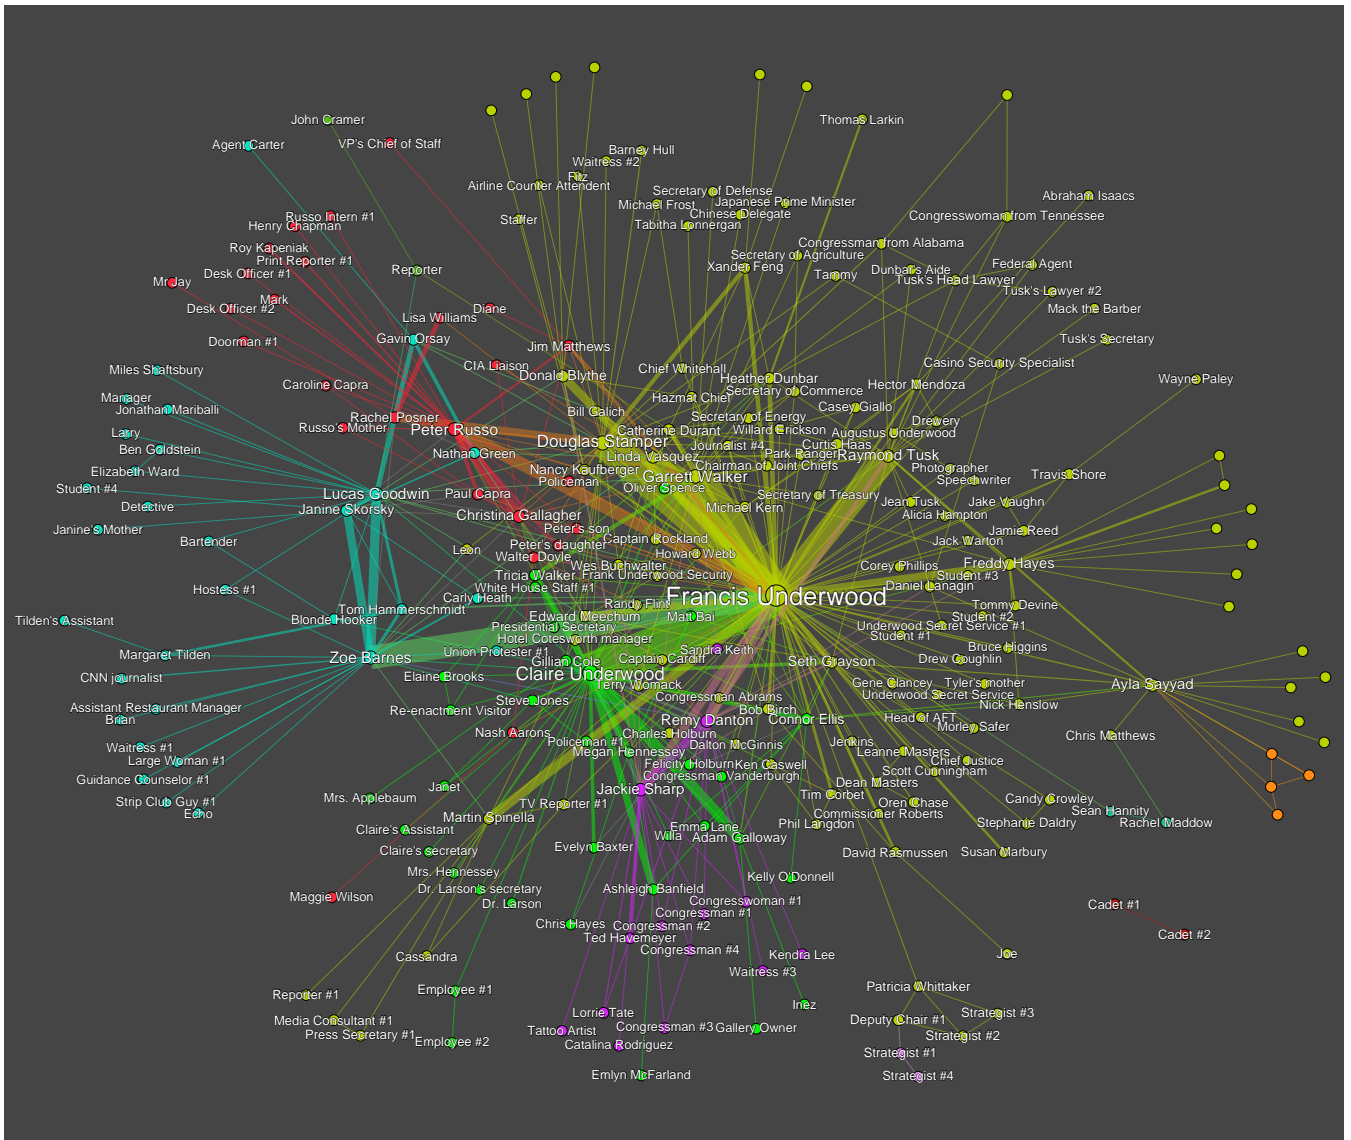 John Cramer
Thomas Larkin
VP's Chief of Staff
Agent Carter
Barney Hull
Waitress #2
Fitz
Airline Counter Attendent
Secretary of Defense
Abraham Isaacs
Michael Frost
Japanese Prime Minister
Chinese Delegate
Russo Intern #1
Congresswoman from Tennessee
Staffer
Henry Chapman
Tabitha Lonnergan
Congressman from Alabama
Roy Kapeniak
Secretary of Agriculture
Print Reporter #1
Federal Agent
Xander Feng
Reporter
Dunbar's Aide
Desk Officer #1
Tammy
Tusk's Head Lawyer
Mr Jay
Tusk's Lawyer #2
Mark
Desk Officer #2
Diane
Mack the Barber
Lisa Williams
Gavin Orsay
Tusk's Secretary
Doorman #1
Jim Matthews
Casino Security Specialist
CIA Liaison
Chief Whitehall
Miles Shaftsbury
Donald Blythe
Heather Dunbar
Wayne Paley
Caroline Capra
Hector Mendoza
Secretary of Commerce
Manager
Hazmat Chief
Jonathan Mariballi
Casey Giallo
Bill Galich
Rachel Posner
Secretary of Energy
Drewery
Russo's Mother
Peter Russo
Catherine Durant
Willard Erickson
Larry
Augustus Underwood
Douglas Stamper
Journalist #4
Curtis Haas
Ben Goldstein
Nathan Green
Park Ranger
Raymond Tusk
Linda Vasquez
Chairman of Joint Chiefs
Photographer
Elizabeth Ward
Nancy Kaufberger
Travis Shore
Garrett Walker
Speechwriter
Policeman
Student #4
Oliver Spence
Lucas Goodwin
Paul Capra
Secretary of Treasury
Jean Tusk
Jake Vaughn
Detective
Michael Kern
Janine Skorsky
Christina Gallagher
Alicia Hampton
Janine's Mother
Peter's son
Jamie Reed
Captain Rockland
Bartender
Jack Warton
Peter's daughter
Leon
Howard Webb
Walter Doyle
Freddy Hayes
Wes Buchwalter
Corey Phillips
Tricia Walker
Frank Underwood Security
Student #3
Hostess #1
White House Staff #1
Daniel Lanagin
Francis Underwood
Carly Heath
Randy Flint
Tommy Devine
Tom Hammerschmidt
Edward Meechum
Matt Bai
Student #2
Tilden's Assistant
Blonde Hooker
Presidential Secretary
Underwood Secret Service #1
Student #1
Hotel Cotesworth manager
Bruce Higgins
Sandra Keith
Union Protester #1
Margaret Tilden
Zoe Barnes
Gillian Cole
Captain Cardiff
Seth Grayson
Drew Coughlin
Claire Underwood
Elaine Brooks
CNN journalist
Gene Clancey
Tyler's mother
Ayla Sayyad
Terry Womack
Underwood Secret Service
Congressman Abrams
Steve Jones
Nick Henslow
Assistant Restaurant Manager
Re-enactment Visitor
Bob Birch
Brian
Remy Danton
Connor Ellis
Head of AFT
Morley Safer
Nash Aarons
Charles Holburn
Chris Matthews
Policeman #1
Dalton McGinnis
Jenkins
Waitress #1
Megan Hennessey
Leanne Masters
Large Woman #1
Felicity Holburn
Ken Caswell
Chief Justice
Scott Cunningham
Guidance Counselor #1
Congressman Vanderburgh
Dean Masters
Janet
Jackie Sharp
Tim Corbet
Mrs. Applebaum
Candy Crowley
Strip Club Guy #1
TV Reporter #1
Oren Chase
Echo
Commissioner Roberts
Sean Hannity
Martin Spinella
Phil Langdon
Stephanie Daldry
Rachel Maddow
Emma Lane
Claire's Assistant
Willa
Adam Galloway
Claire's secretary
Evelyn Baxter
David Rasmussen
Susan Marbury
Mrs. Hennessey
Kelly O'Donnell
Dr. Larson's secretary
Ashleigh Banfield
Maggie Wilson
Congresswoman #1
Dr. Larson
Cadet #1
Congressman #1
Chris Hayes
Congressman #2
Cadet #2
Ted Havemeyer
Congressman #4
Kendra Lee
Joe
Cassandra
Waitress #3
Patricia Whittaker
Employee #1
Reporter #1
Inez
Lorrie Tate
Strategist #3
Media Consultant #1
Deputy Chair #1
Tattoo Artist
Congressman #3
Gallery Owner
Press Secretary #1
Strategist #2
Employee #2
Catalina Rodriguez
Strategist #1
Emlyn McFarland
Strategist #4